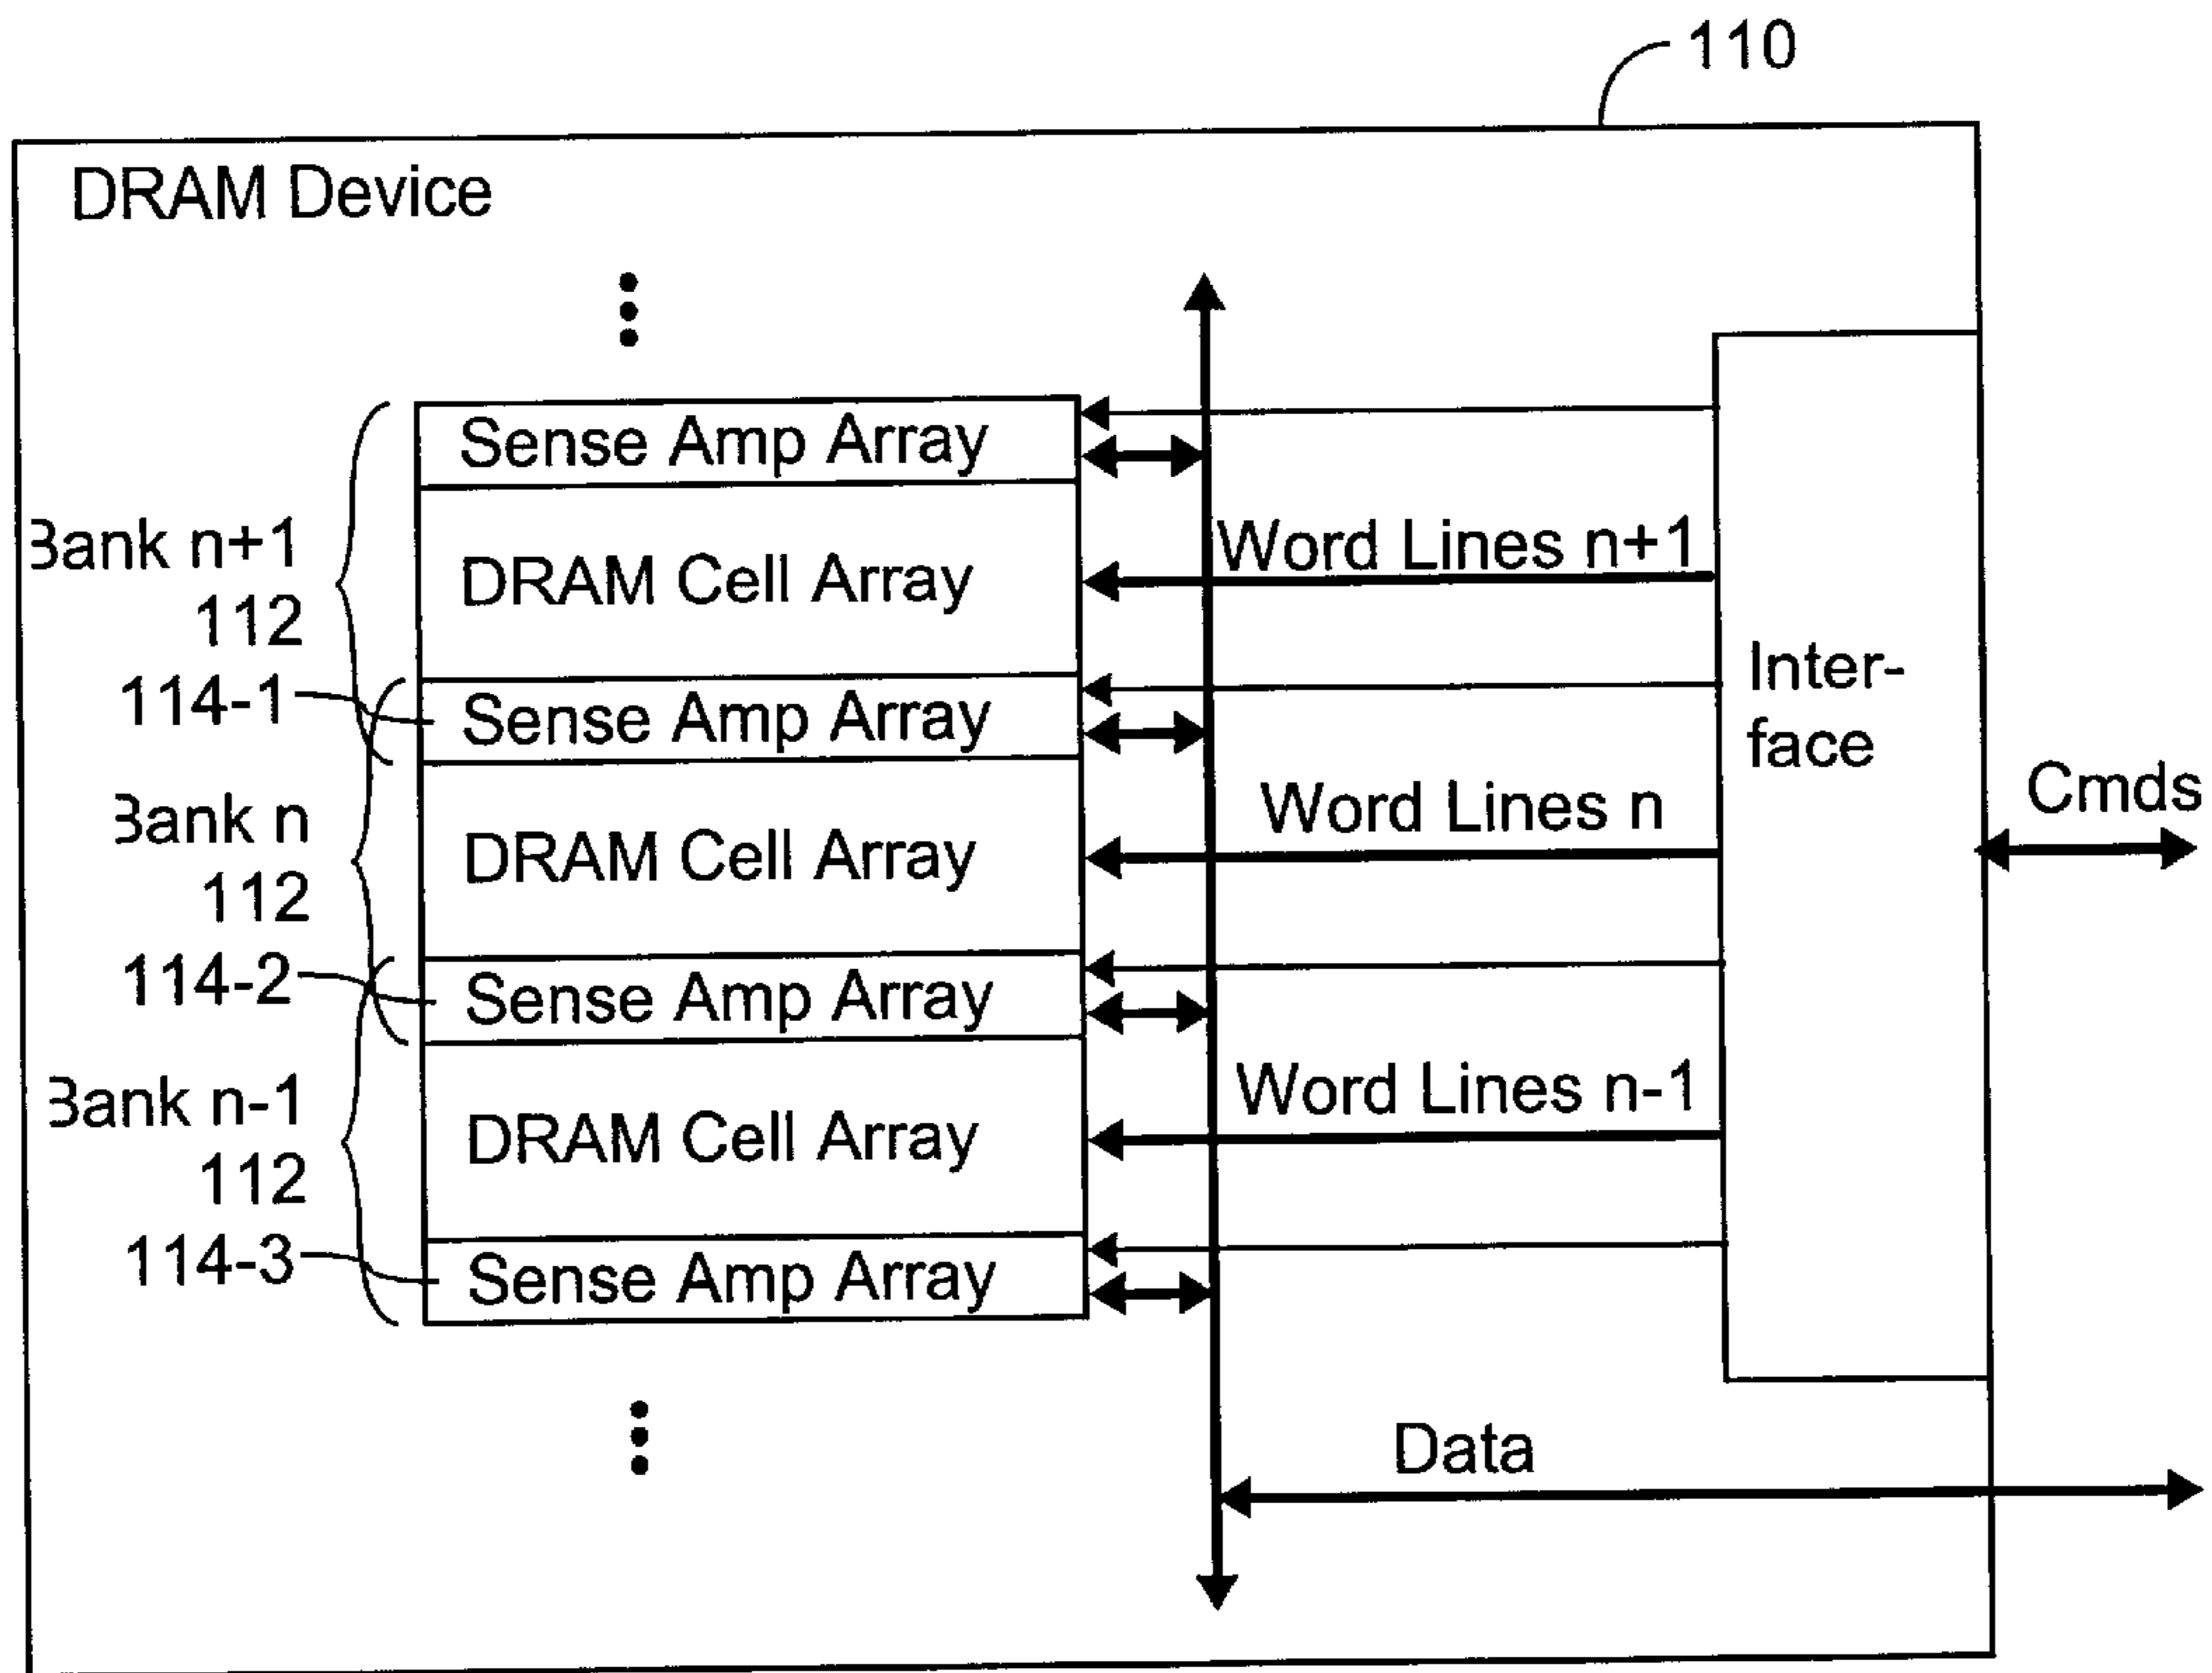 110
DRAM Device
Sense Amp Array
Bank n+1
112
DRAM Cell Array
Word Lines n+1
114-1
Sense Amp Array
Inter-
face
Bank n
112
DRAM Cell Array
Word Lines n
Cmds
114-2
Sense Amp Array
Bank n-1
112
DRAM Cell Array
Word Lines n-1
114-3
Sense Amp Array
Data